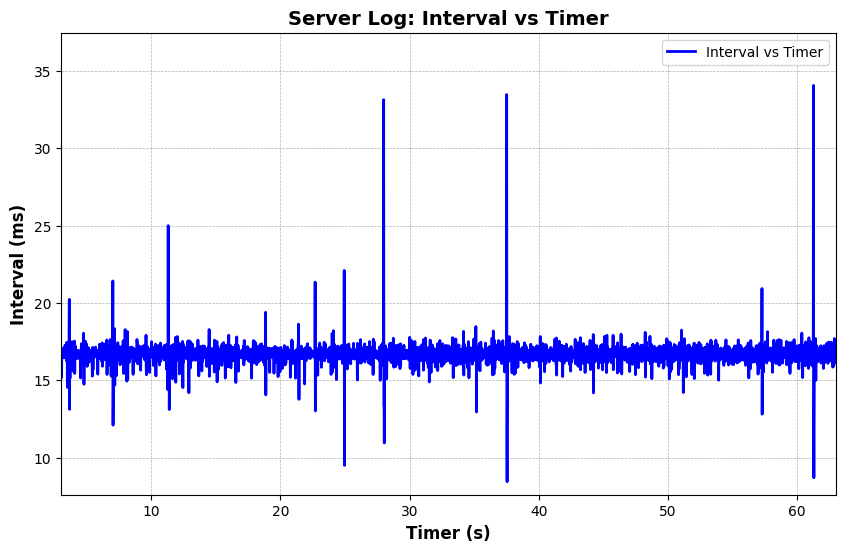 Server Log: Interval vs Timer
Interval vs Timer
Interval (ms)
35
30
25
20
15
10
10 20 30 40 50 60
Timer (s)